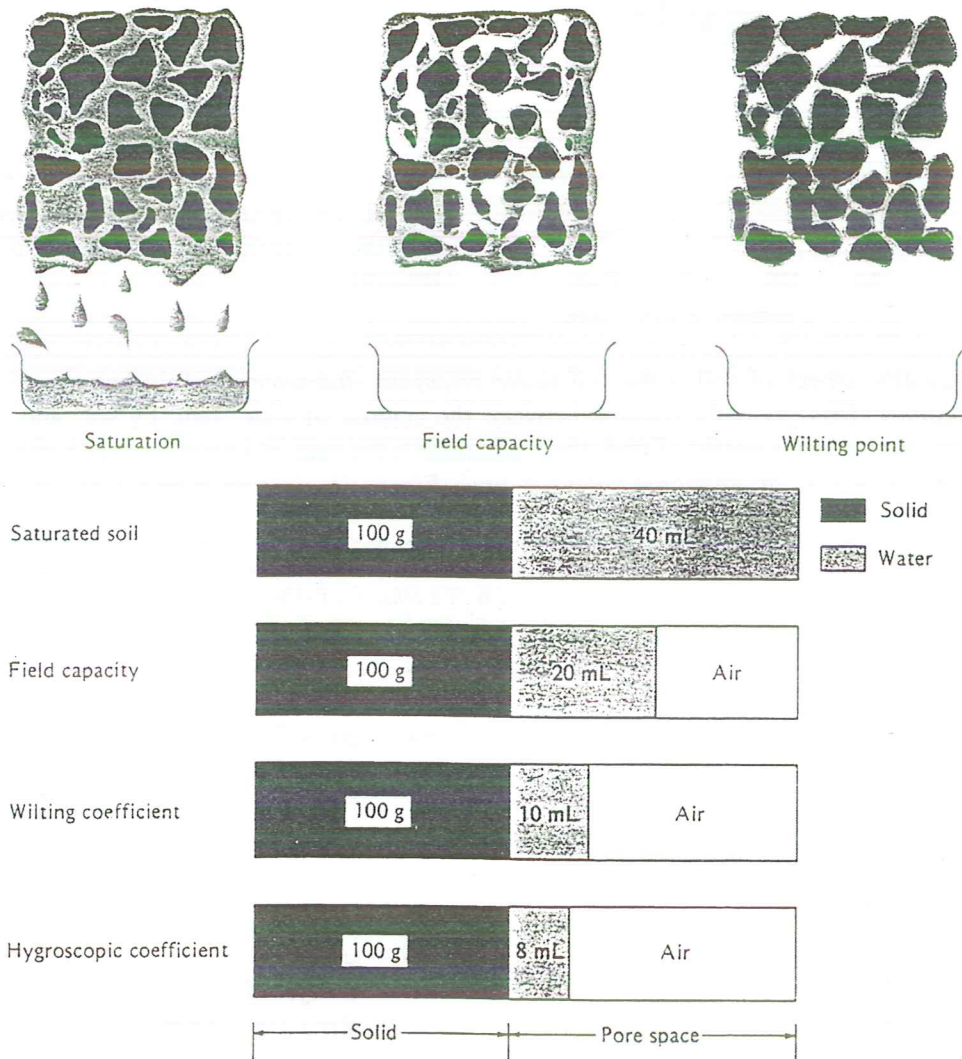 Saturation
Field capacity
Wilting point
Saturated soil
100 g
40 mL
Solid
Water
Field capacity
100 g
20 mL
Air
Wilting coefficient
100 g
10 mL
Air
Hygroscopic coefficient
100 g
8 mL
Air
Solid
Pore space